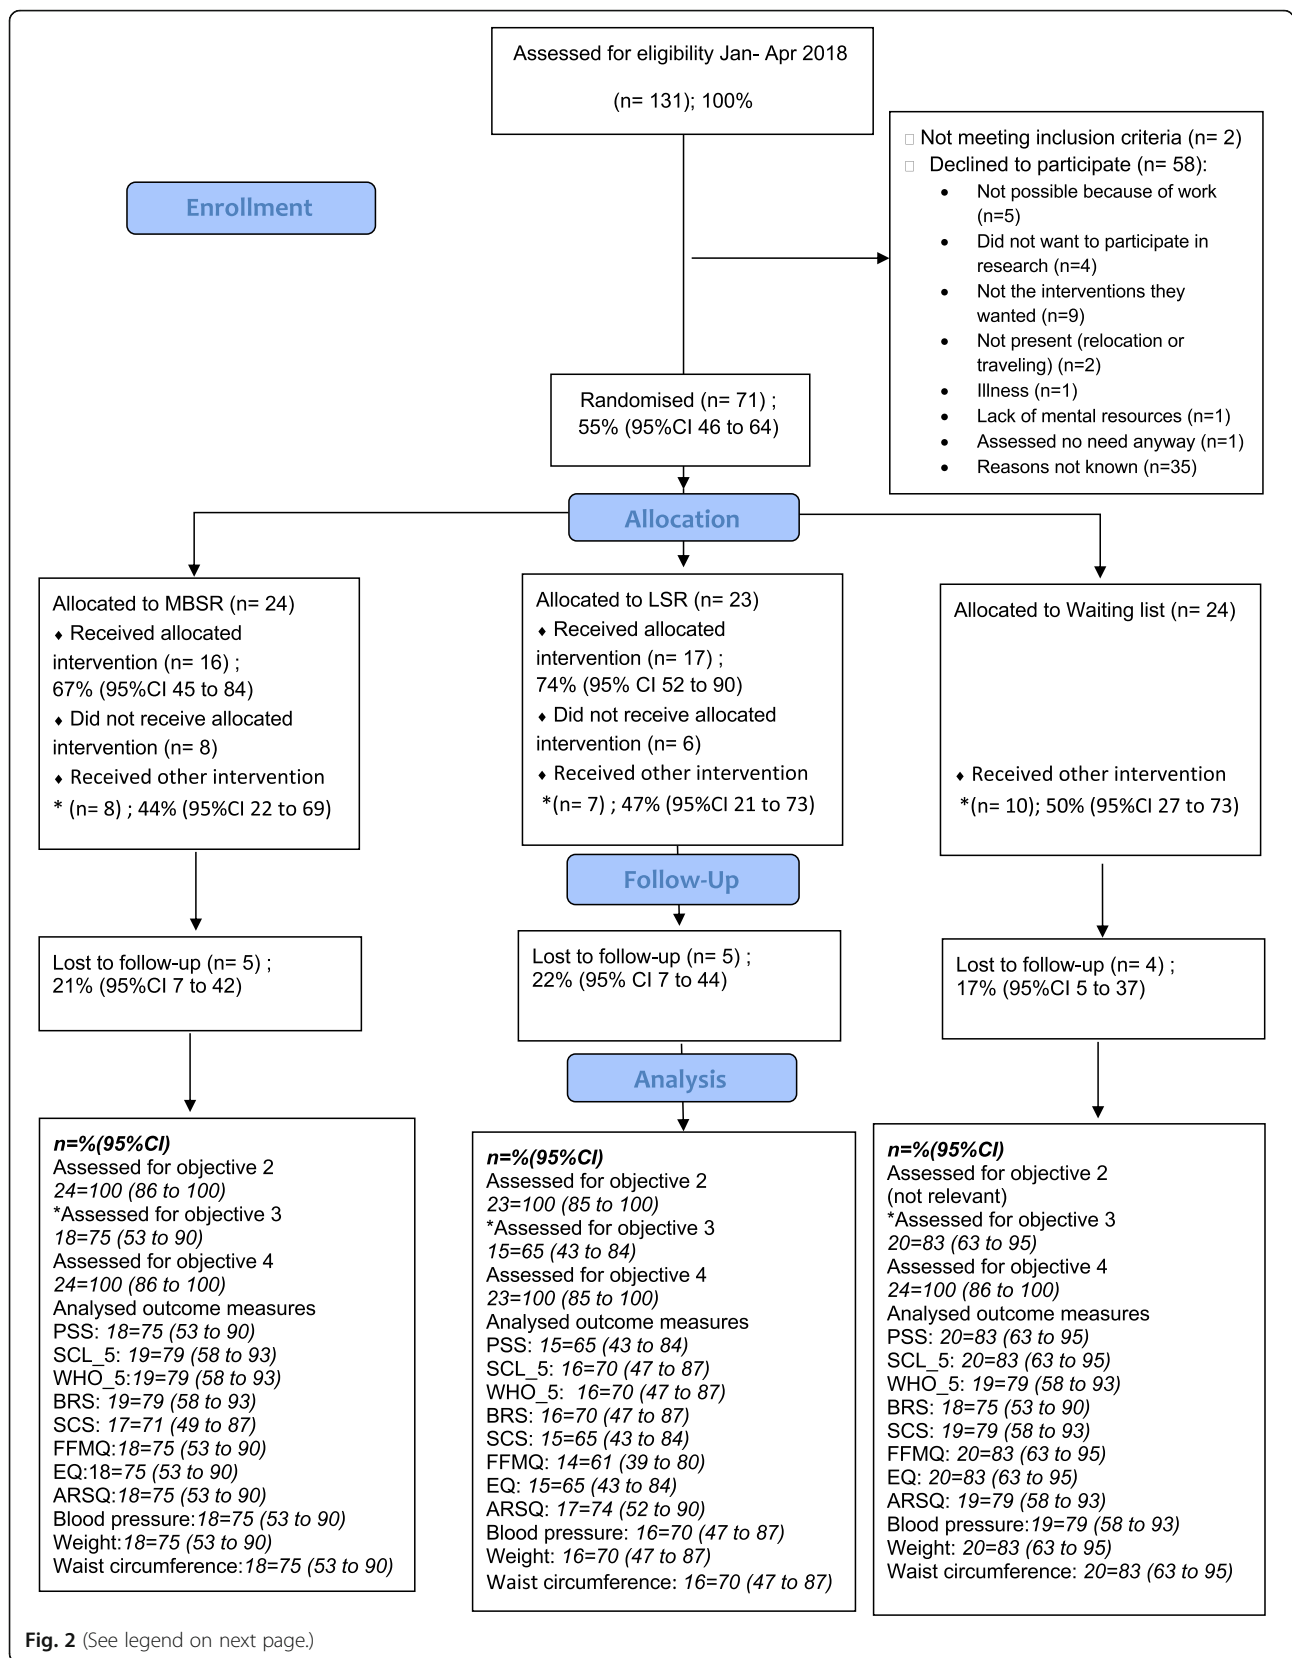 Assessed for eligibility Jan- Apr 2018
(n= 131); 100%
□ Not meeting inclusion criteria (n= 2)
□ Declined to participate (n= 58):
• Not possible because of work
(n=5)
• Did not want to participate in
research (n=4)
• Not the interventions they
wanted (n=9)
• Not present (relocation or
traveling) (n=2)
• Illness (n=1)
• Lack of mental resources (n=1)
• Assessed no need anyway (n=1)
• Reasons not known (n=35)
Enrollment
Randomised (n= 71) ;
55% (95%CI 46 to 64)
Allocation
Allocated to MBSR (n= 24)
♦ Received allocated
intervention (n= 16) ;
67% (95%CI 45 to 84)
♦ Did not receive allocated
intervention (n= 8)
♦ Received other intervention
* (n= 8) ; 44% (95%CI 22 to 69)
Allocated to LSR (n= 23)
♦ Received allocated
intervention (n= 17) ;
74% (95% CI 52 to 90)
♦ Did not receive allocated
intervention (n= 6)
♦ Received other intervention
*(n= 7) ; 47% (95%CI 21 to 73)
Allocated to Waiting list (n= 24)
♦ Received other intervention
*(n= 10); 50% (95%CI 27 to 73)
Follow-Up
Lost to follow-up (n= 5) ;
21% (95%CI 7 to 42)
Lost to follow-up (n= 5) ;
22% (95% CI 7 to 44)
Lost to follow-up (n= 4) ;
17% (95%CI 5 to 37)
Analysis
n=%(95%CI)
Assessed for objective 2
24=100 (86 to 100)
*Assessed for objective 3
18=75 (53 to 90)
Assessed for objective 4
24=100 (86 to 100)
Analysed outcome measures
PSS: 18=75 (53 to 90)
SCL_5: 19=79 (58 to 93)
WHO_5:19=79 (58 to 93)
BRS: 19=79 (58 to 93)
SCS: 17=71 (49 to 87)
FFMQ:18=75 (53 to 90)
EQ:18=75 (53 to 90)
ARSQ:18=75 (53 to 90)
Blood pressure:18=75 (53 to 90)
Weight:18=75 (53 to 90)
Waist circumference:18=75 (53 to 90)
n=%(95%CI)
Assessed for objective 2
23=100 (85 to 100)
*Assessed for objective 3
15=65 (43 to 84)
Assessed for objective 4
23=100 (85 to 100)
Analysed outcome measures
PSS: 15=65 (43 to 84)
SCL_5: 16=70 (47 to 87)
WHO_5: 16=70 (47 to 87)
BRS: 16=70 (47 to 87)
SCS: 15=65 (43 to 84)
FFMQ: 14=61 (39 to 80)
EQ: 15=65 (43 to 84)
ARSQ: 17=74 (52 to 90)
Blood pressure: 16=70 (47 to 87)
Weight: 16=70 (47 to 87)
Waist circumference: 16=70 (47 to 87)
n=%(95%CI)
Assessed for objective 2
(not relevant)
*Assessed for objective 3
20=83 (63 to 95)
Assessed for objective 4
24=100 (86 to 100)
Analysed outcome measures
PSS: 20=83 (63 to 95)
SCL_5: 20=83 (63 to 95)
WHO_5: 19=79 (58 to 93)
BRS: 18=75 (53 to 90)
SCS: 19=79 (58 to 93)
FFMQ: 20=83 (63 to 95)
EQ: 20=83 (63 to 95)
ARSQ: 19=79 (58 to 93)
Blood pressure:19=79 (58 to 93)
Weight: 20=83 (63 to 95)
Waist circumference: 20=83 (63 to 95)
Fig. 2 (See legend on next page.)